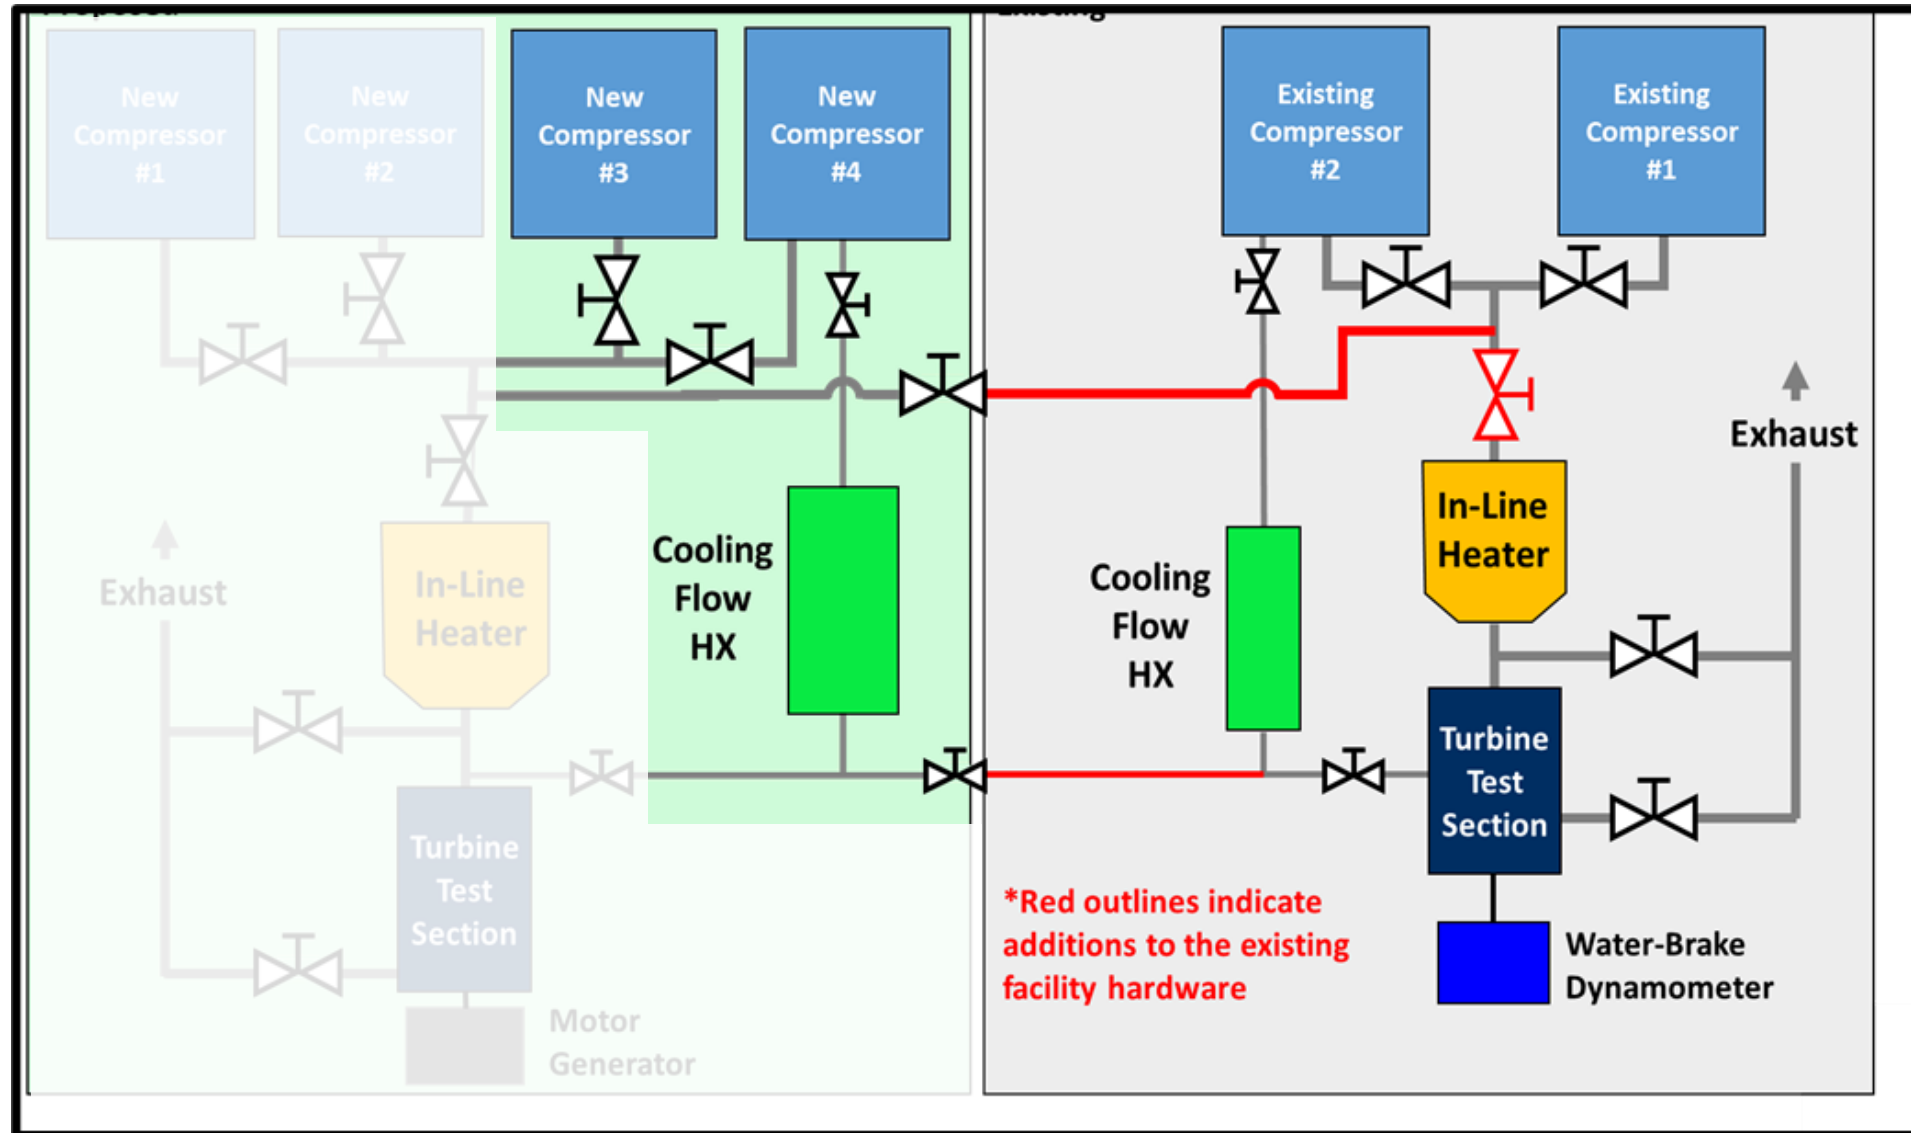 Proposed
Existing
New
Compressor
#1
New
Compressor
#2
New
Compressor
#3
New
Compressor
#4
Existing
Compressor
#2
Existing
Compressor
#1
Exhaust
In-Line
Heater
Cooling
Flow
HX
Cooling
Flow
HX
In-Line
Heater
Exhaust
Turbine
Test
Section
Turbine
Test
Section
*Red outlines indicate
additions to the existing
facility hardware
Water-Brake
Dynamometer
Motor
Generator